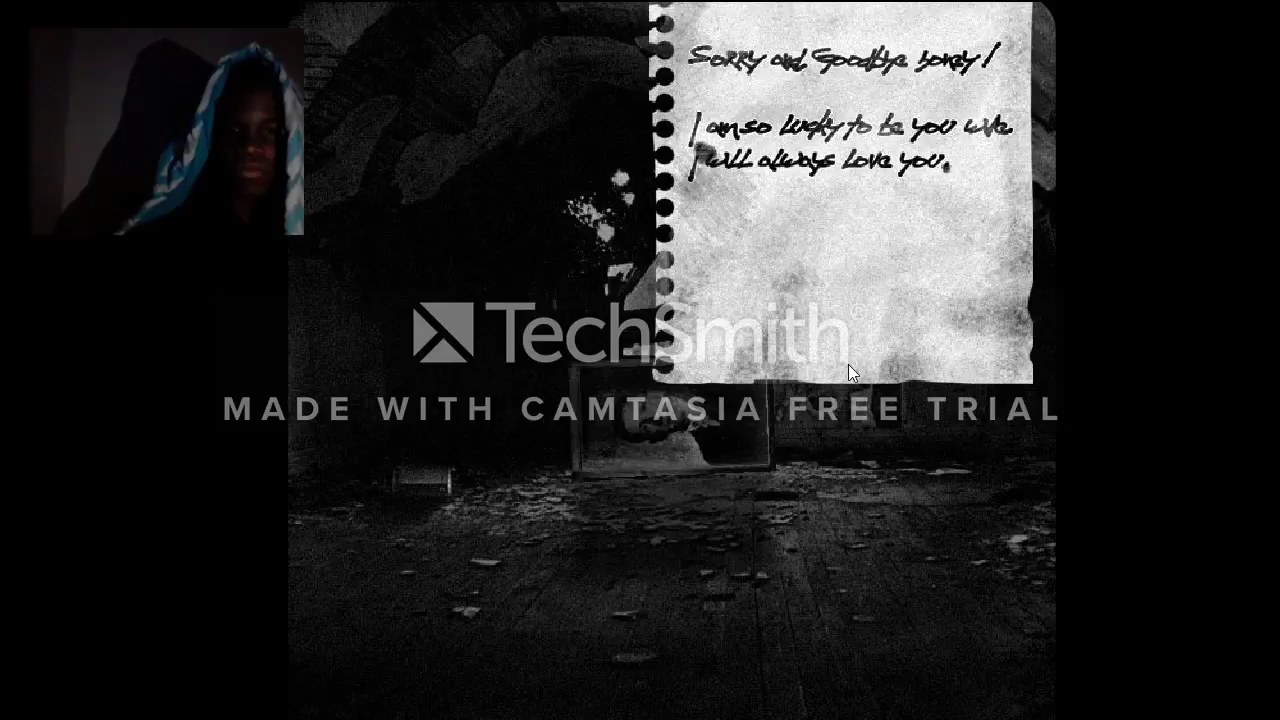 Sorry and Goodbye honey !
I am so lucky to be you wife.
I will always love you.
TechSmith
MADE WITH CAMTASIA FREE TRIAL